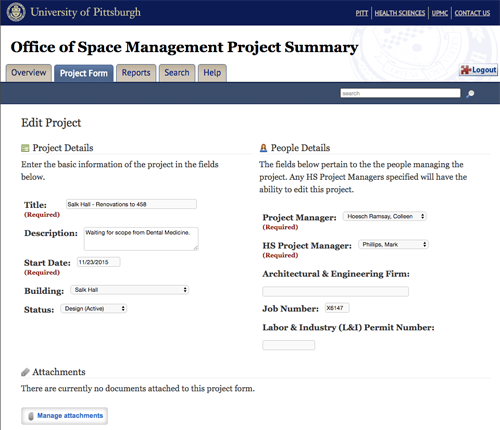 University of Pittsburgh
PITT | HEALTH SCIENCES | UPMC | CONTACT US
Office of Space Management Project Summary
Overview Project Form Reports Search Help
Logout
search
Edit Project
Project Details
Enter the basic information of the project in the fields
below.
Title: Salk Hall - Renovations to 458
(Required)
Description: Waiting for scope from Dental Medicine.
Start Date: 11/23/2015
(Required)
Building: Salk Hall
Status: Design (Active)
People Details
The fields below pertain to the the people managing the
project. Any HS Project Managers specified will have the
ability to edit this project.
Project Manager: Hoesch Ramsay, Colleen
(Required)
HS Project Manager: Phillips, Mark
(Required)
Architectural & Engineering Firm:
Job Number: X6147
Labor & Industry (L&I) Permit Number:
Attachments
There are currently no documents attached to this project form.
Manage attachments